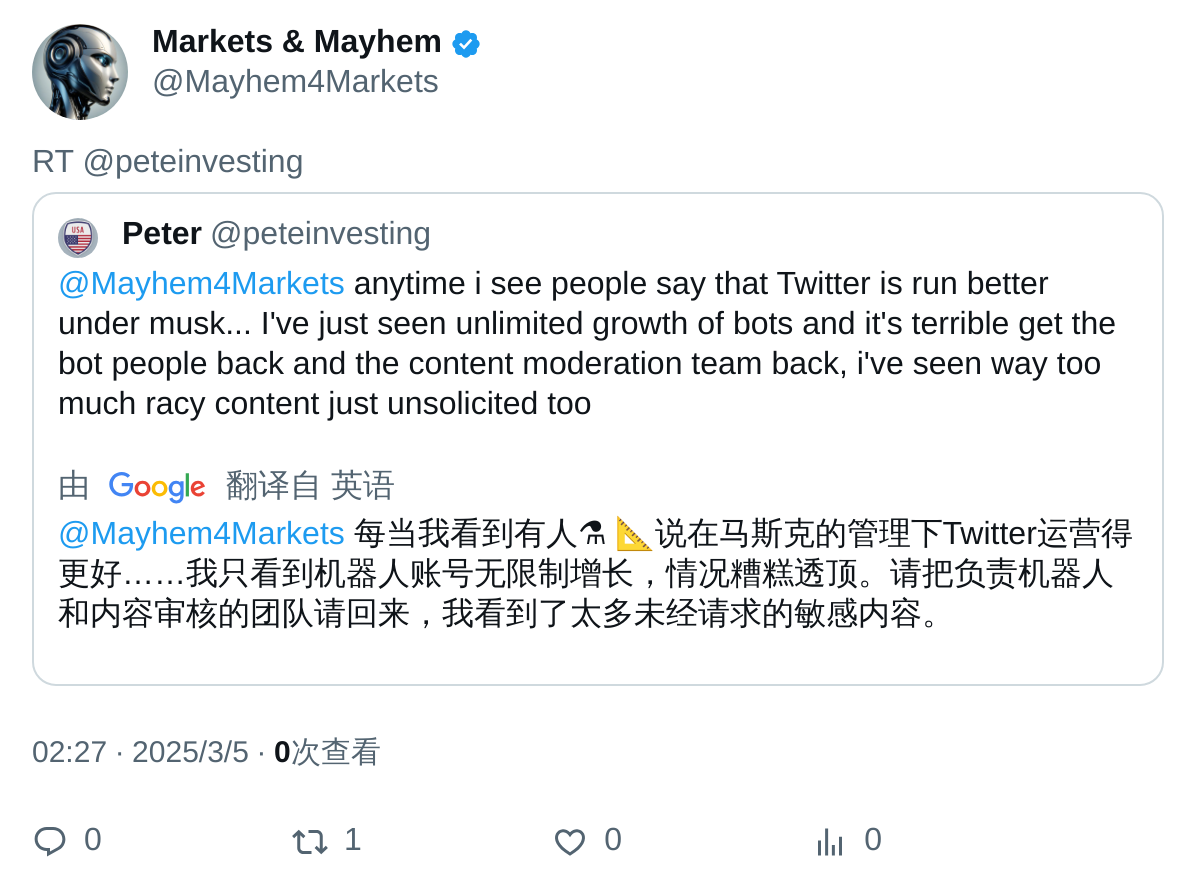 Markets & Mayhem
@Mayhem4Markets
RT @peteinvesting
USA
Peter @peteinvesting
@Mayhem4Markets anytime i see people say that Twitter is run better
under musk... I've just seen unlimited growth of bots and it's terrible get the
bot people back and the content moderation team back, i've seen way too
much racy content just unsolicited too
由 Google 翻译自 英语
@Mayhem4Markets 每当我看到有人⚗ 📐说在马斯克的管理下Twitter运营得
更好……我只看到机器人账号无限制增长，情况糟糕透顶。请把负责机器人
和内容审核的团队请回来，我看到了太多未经请求的敏感内容。
02:27 · 2025/3/5 · 0次查看
0 1 0 0